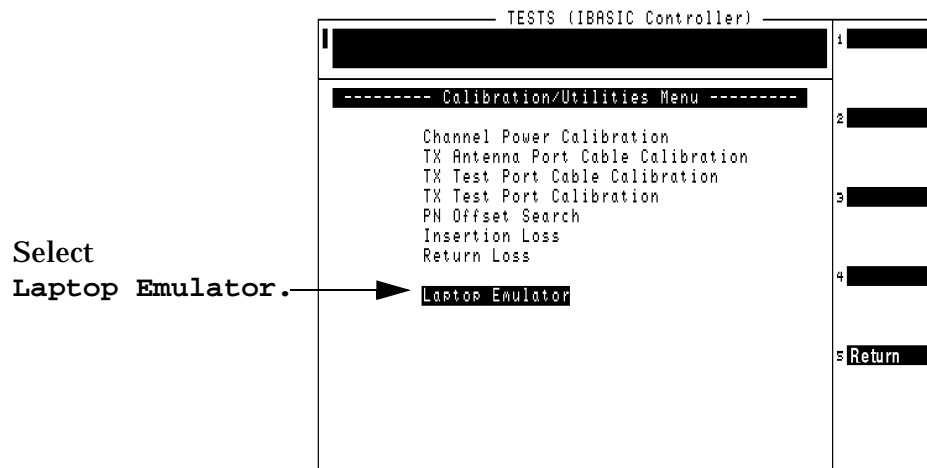 TESTS (IBASIC Controller)
--------- Calibration/Utilities Menu ---------
Channel Power Calibration
TX Antenna Port Cable Calibration
TX Test Port Cable Calibration
TX Test Port Calibration
PN Offset Search
Insertion Loss
Return Loss
Laptop Emulator
Select
Laptop Emulator.
1
2
3
4
5 Return